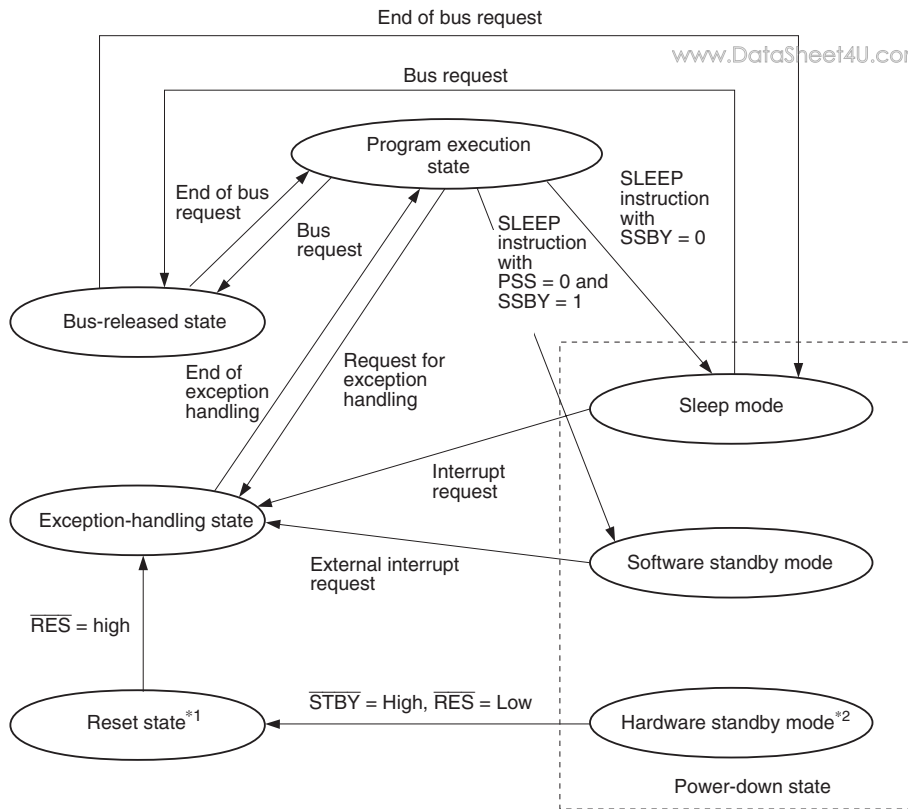 End of bus request
www.DataSheet4U.com
Bus request
Program execution
state
End of bus
request
Bus
request
SLEEP
instruction
with
PSS = 0 and
SSBY = 1
SLEEP
instruction
with
SSBY = 0
Bus-released state
End of
exception
handling
Request for
exception
handling
Sleep mode
Interrupt
request
Exception-handling state
External interrupt
request
Software standby mode
R̅E̅S̅ = high
S̅T̅B̅Y̅ = High, R̅E̅S̅ = Low
Reset state*1
Hardware standby mode*2
Power-down state